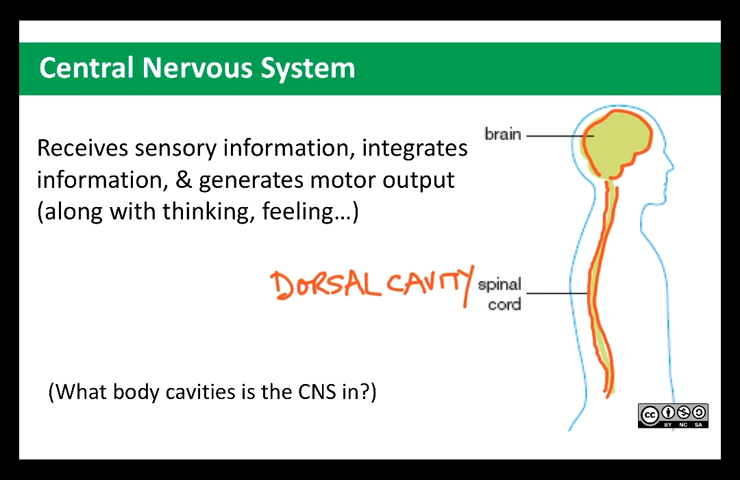 Central Nervous System
Receives sensory information, integrates
information, & generates motor output
(along with thinking, feeling…)
brain
DORSAL CAVITY
spinal
cord
(What body cavities is the CNS in?)
cc
BY NC SA